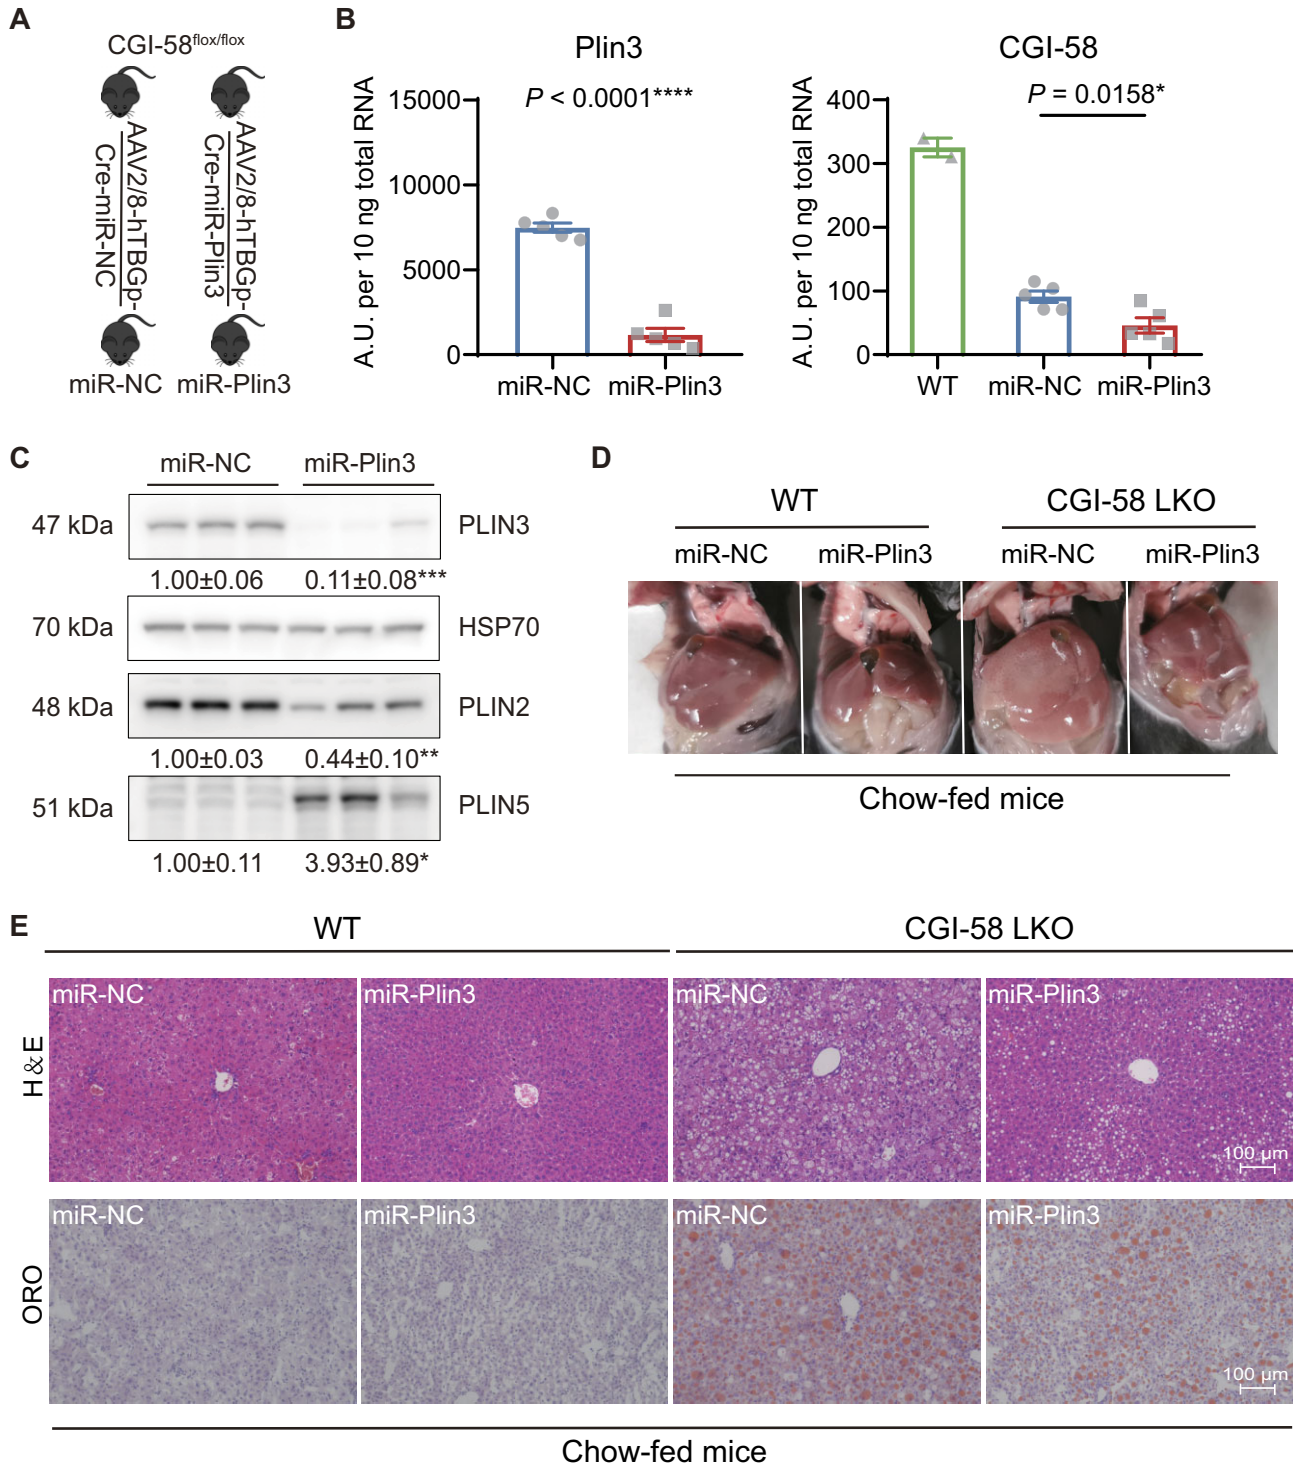 A
CGI-58flox/flox
AAV2/8-hTBGp-
Cre-miR-NC
AAV2/8-hTBGp-
Cre-miR-Plin3
miR-NC miR-Plin3
B
Plin3
P < 0.0001****
A.U. per 10 ng total RNA
15000
10000
5000
0
miR-NC miR-Plin3
CGI-58
P = 0.0158*
A.U. per 10 ng total RNA
400
300
200
100
0
WT miR-NC miR-Plin3
C
miR-NC miR-Plin3
47 kDa PLIN3
1.00±0.06 0.11±0.08***
70 kDa HSP70
48 kDa PLIN2
1.00±0.03 0.44±0.10**
51 kDa PLIN5
1.00±0.11 3.93±0.89*
D
WT CGI-58 LKO
miR-NC miR-Plin3 miR-NC miR-Plin3
Chow-fed mice
E
WT CGI-58 LKO
H&E
miR-NC miR-Plin3 miR-NC miR-Plin3
100 μm
ORO
miR-NC miR-Plin3 miR-NC miR-Plin3
100 μm
Chow-fed mice